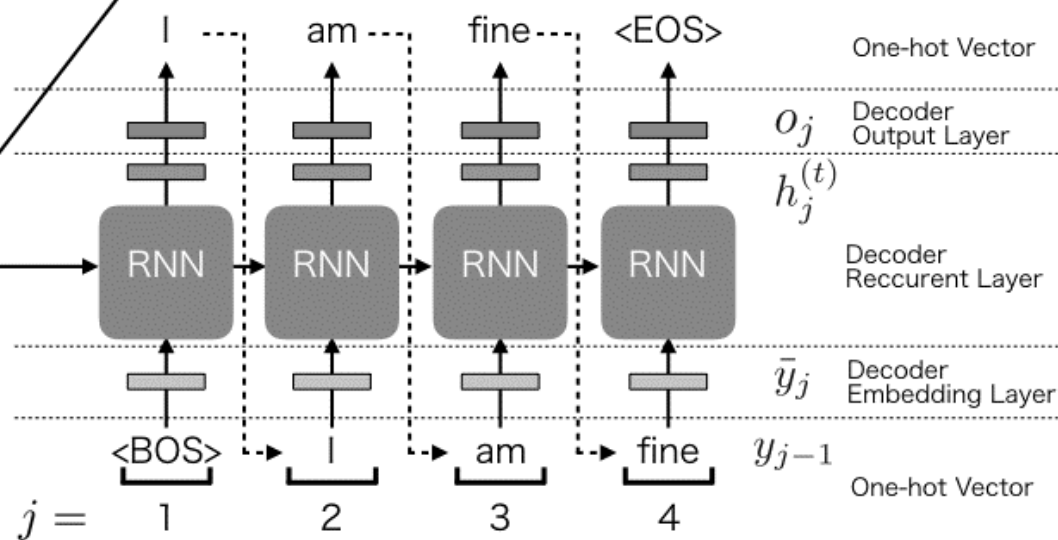 I am fine <EOS> One-hot Vector
o_j Decoder
Output Layer
h_j^{(t)}
RNN RNN RNN RNN Decoder
Reccurent Layer
ȳ_j Decoder
Embedding Layer
<BOS> I am fine y_{j-1}
One-hot Vector
j = 1 2 3 4